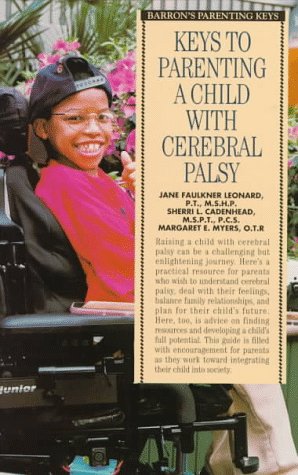 BARRON'S PARENTING KEYS
KEYS TO
PARENTING
A CHILD
WITH
CEREBRAL
PALSY
JANE FAULKNER LEONARD,
P.T., M.S.H.P.
SHERRI L. CADENHEAD,
M.S.P.T., P.C.S.
MARGARET E. MYERS, O.T.R
Raising a child with cerebral
palsy can be a challenging but
enlightening journey. Here's a
practical resource for parents
who wish to understand cerebral
palsy, deal with their feelings,
balance family relationships, and
plan for their child's future.
Here, too, is advice on finding
resources and developing a child's
full potential. This guide is filled
with encouragement for parents
as they work toward integrating
their child into society.
Junior